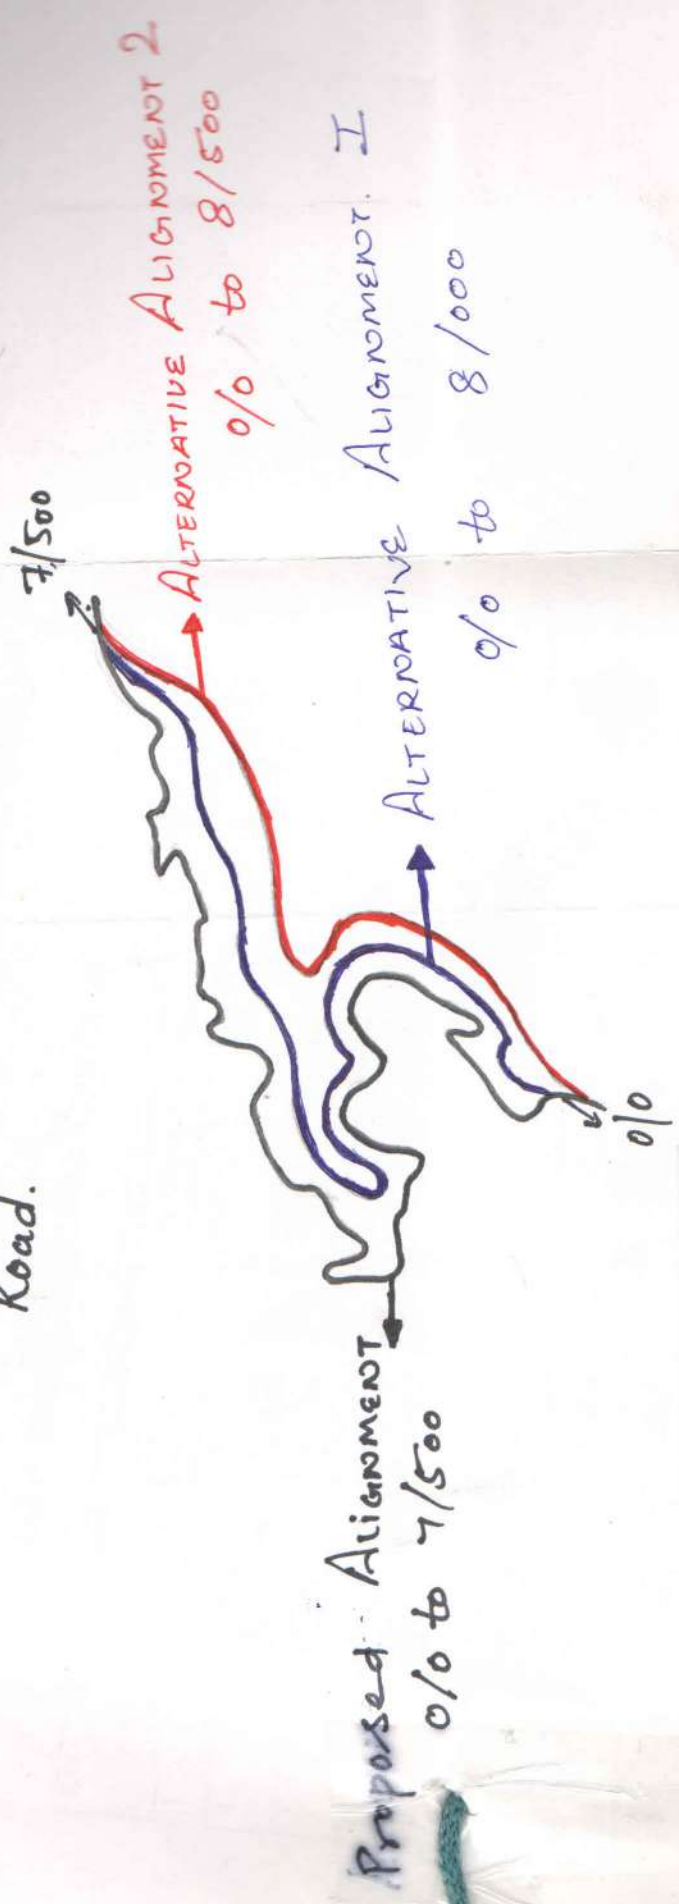 Road.
7/500
ALTERNATIVE ALIGNMENT 2
0/0 to 8/500
ALTERNATIVE ALIGNMENT. I
0/0 to 8/000
0/0
Proposed Alignment
0/0 to 7/500